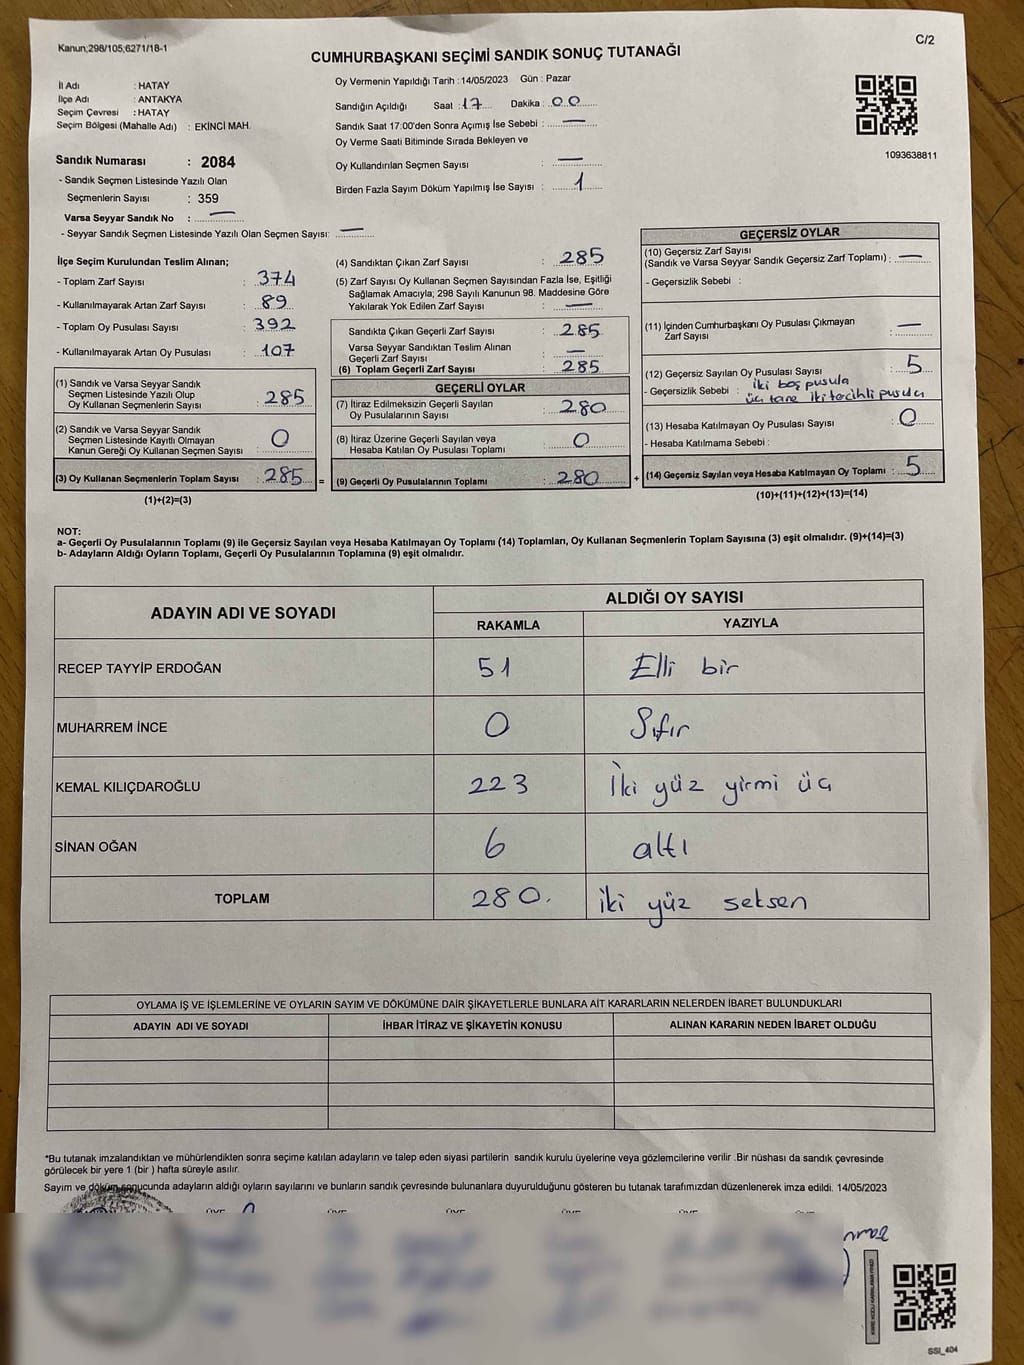 Kanun;298/105;6271/18-1
C/2
CUMHURBAŞKANI SEÇİMİ SANDIK SONUÇ TUTANAĞI
İl Adı : HATAY
İlçe Adı : ANTAKYA
Seçim Çevresi : HATAY
Seçim Bölgesi (Mahalle Adı) : EKİNCİ MAH.
Sandık Numarası : 2084
- Sandık Seçmen Listesinde Yazılı Olan
Seçmenlerin Sayısı : 359
Varsa Seyyar Sandık No : —
- Seyyar Sandık Seçmen Listesinde Yazılı Olan Seçmen Sayısı: —
Oy Vermenin Yapıldığı Tarih : 14/05/2023 Gün : Pazar
Sandığın Açıldığı Saat : 17 Dakika : 00
Sandık Saat 17:00'den Sonra Açımış İse Sebebi : —
Oy Verme Saati Bitiminde Sırada Bekleyen ve
Oy Kullandırılan Seçmen Sayısı : —
Birden Fazla Sayım Döküm Yapılmış İse Sayısı : 1
1093638811
İlçe Seçim Kurulundan Teslim Alınan;
- Toplam Zarf Sayısı : 374
- Kullanılmayarak Artan Zarf Sayısı : 89
- Toplam Oy Pusulası Sayısı : 392
- Kullanılmayarak Artan Oy Pusulası : 107
(1) Sandık ve Varsa Seyyar Sandık
Seçmen Listesinde Yazılı Olup
Oy Kullanan Seçmenlerin Sayısı : 285
(2) Sandık ve Varsa Seyyar Sandık
Seçmen Listesinde Kayıtlı Olmayan
Kanun Gereği Oy Kullanan Seçmen Sayısı : 0
(3) Oy Kullanan Seçmenlerin Toplam Sayısı : 285 =
(1)+(2)=(3)
(4) Sandıktan Çıkan Zarf Sayısı : 285
(5) Zarf Sayısı Oy Kullanan Seçmen Sayısından Fazla İse, Eşitliği
Sağlamak Amacıyla; 298 Sayılı Kanunun 98. Maddesine Göre
Yakılarak Yok Edilen Zarf Sayısı : —
Sandıkta Çıkan Geçerli Zarf Sayısı : 285
Varsa Seyyar Sandıktan Teslim Alınan
Geçerli Zarf Sayısı : —
(6) Toplam Geçerli Zarf Sayısı : 285
GEÇERLİ OYLAR
(7) İtiraz Edilmeksizin Geçerli Sayılan
Oy Pusulalarının Sayısı : 280
(8) İtiraz Üzerine Geçerli Sayılan veya
Hesaba Katılan Oy Pusulası Toplamı : 0
(9) Geçerli Oy Pusulalarının Toplamı : 280 +
GEÇERSİZ OYLAR
(10) Geçersiz Zarf Sayısı
(Sandık ve Varsa Seyyar Sandık Geçersiz Zarf Toplamı) : —
- Geçersizlik Sebebi :
(11) İçinden Cumhurbaşkanı Oy Pusulası Çıkmayan
Zarf Sayısı : —
(12) Geçersiz Sayılan Oy Pusulası Sayısı : 5
- Geçersizlik Sebebi : iki boş pusula
üç tane iki tercihli pusula
(13) Hesaba Katılmayan Oy Pusulası Sayısı : 0
- Hesaba Katılmama Sebebi :
(14) Geçersiz Sayılan veya Hesaba Katılmayan Oy Toplamı : 5
(10)+(11)+(12)+(13)=(14)
NOT:
a- Geçerli Oy Pusulalarının Toplamı (9) ile Geçersiz Sayılan veya Hesaba Katılmayan Oy Toplamı (14) Toplamları, Oy Kullanan Seçmenlerin Toplam Sayısına (3) eşit olmalıdır. (9)+(14)=(3)
b- Adayların Aldığı Oyların Toplamı, Geçerli Oy Pusulalarının Toplamına (9) eşit olmalıdır.
ADAYIN ADI VE SOYADI
ALDIĞI OY SAYISI
RAKAMLA YAZIYLA
RECEP TAYYİP ERDOĞAN 51 Elli bir
MUHARREM İNCE 0 Sıfır
KEMAL KILIÇDAROĞLU 223 İki yüz yirmi üç
SİNAN OĞAN 6 altı
TOPLAM 280. iki yüz seksen
OYLAMA İŞ VE İŞLEMLERİNE VE OYLARIN SAYIM VE DÖKÜMÜNE DAİR ŞİKAYETLERLE BUNLARA AİT KARARLARIN NELERDEN İBARET BULUNDUKLARI
ADAYIN ADI VE SOYADI İHBAR İTİRAZ VE ŞİKAYETİN KONUSU ALINAN KARARIN NEDEN İBARET OLDUĞU
*Bu tutanak imzalandıktan ve mühürlendikten sonra seçime katılan adayların ve talep eden siyasi partilerin sandık kurulu üyelerine veya gözlemcilerine verilir .Bir nüshası da sandık çevresinde
görülecek bir yere 1 (bir ) hafta süreyle asılır.
Sayım ve döküm sonucunda adayların aldığı oyların sayılarını ve bunların sandık çevresinde bulunanlara duyurulduğunu gösteren bu tutanak tarafımızdan düzenlenerek imza edildi. 14/05/2023
SSI_404